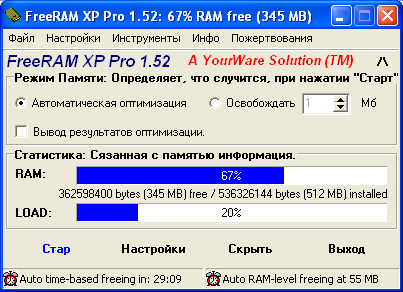 FreeRAM XP Pro 1.52: 67% RAM free (345 MB)
Файл Настройки Инструменты Инфо Пожертвования
FreeRAM XP Pro 1.52 A YourWare Solution (TM) /\
Режим Памяти: Определяет, что случится, при нажатии "Старт"
Автоматическая оптимизация Освобождать 1 Мб
Вывод результатов оптимизации.
Статистика: Связанная с памятью информация.
RAM: 67%
362598400 bytes (345 MB) free / 536326144 bytes (512 MB) installed
LOAD: 20%
Стар Настройки Скрыть Выход
Auto time-based freeing in: 29:09 Auto RAM-level freeing at 55 MB